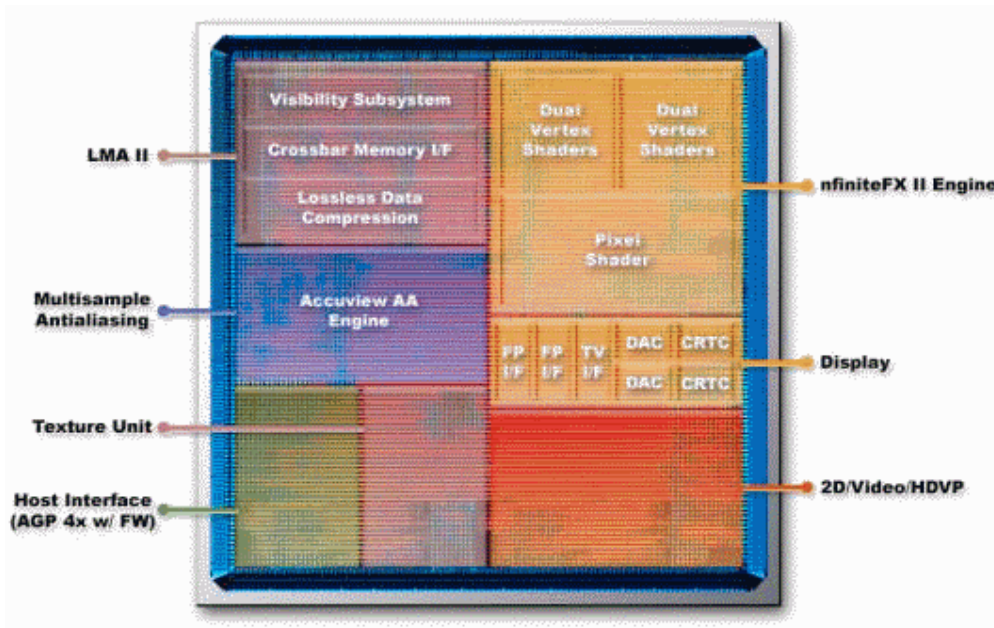 LMA II
Multisample
Antialiasing
Texture Unit
Host Interface
(AGP 4x w/ FW)
Visibility Subsystem
Crossbar Memory I/F
Lossless Data
Compression
Accuview AA
Engine
Dual
Vertex
Shaders
Dual
Vertex
Shaders
Pixel
Shader
FP
I/F
FP
I/F
TV
I/F
DAC
CRTC
DAC
CRTC
nfiniteFX II Engine
Display
2D/Video/HDVP